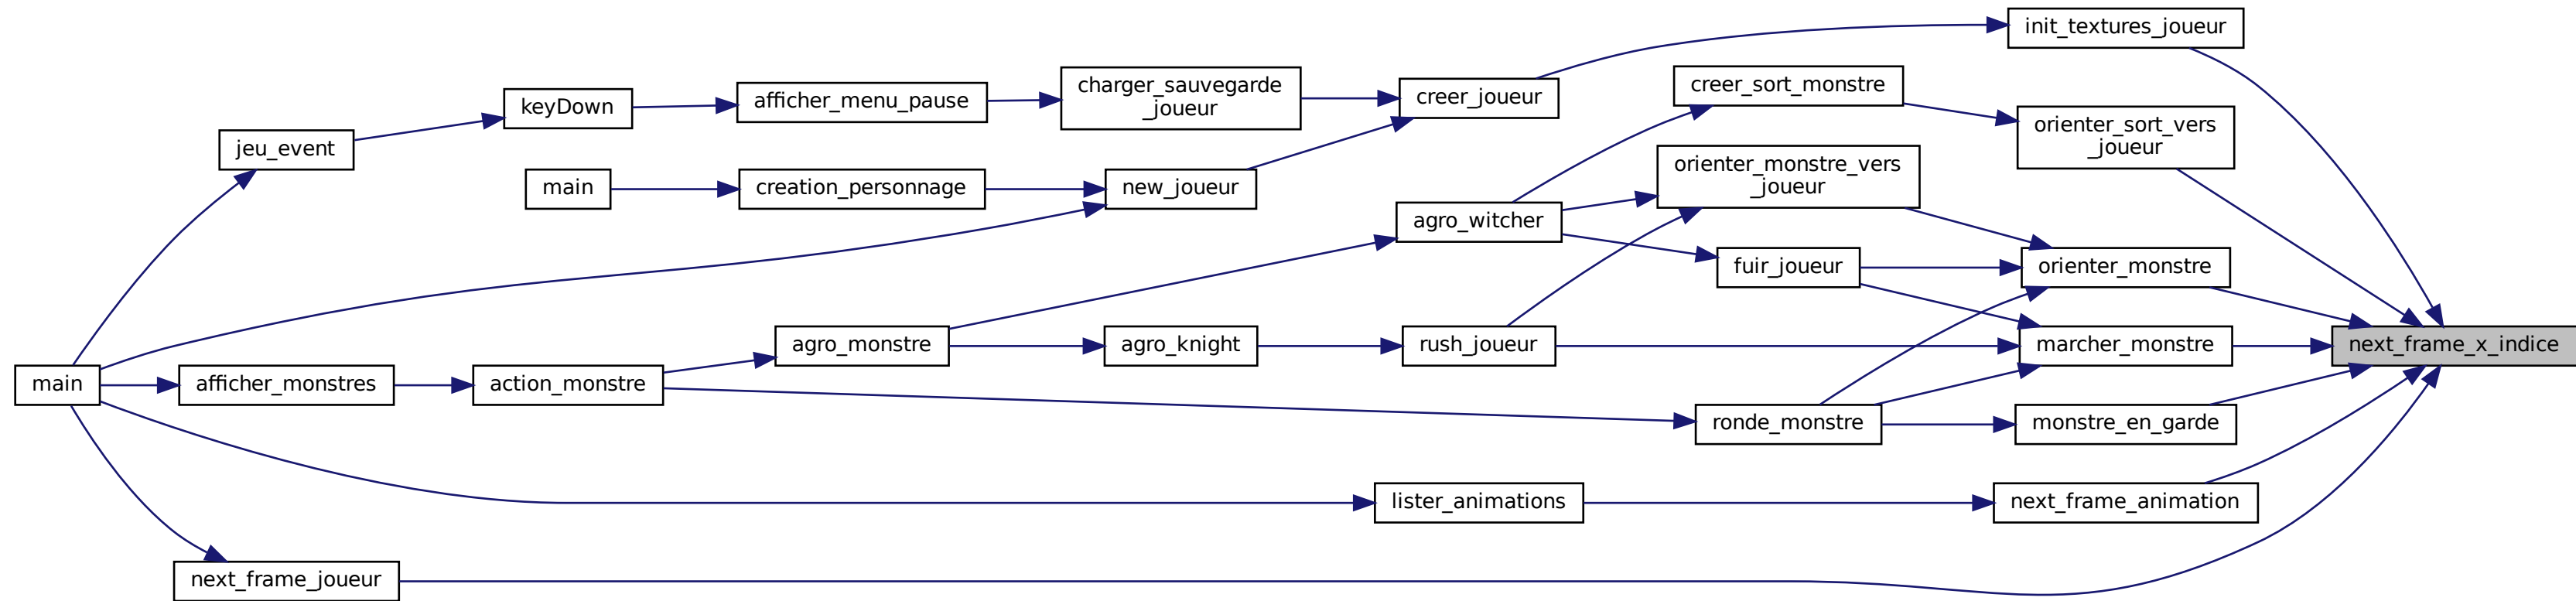 init_textures_joueur
creer_sort_monstre
charger_sauvegarde
_joueur
creer_joueur
afficher_menu_pause
keyDown
orienter_sort_vers
_joueur
jeu_event
orienter_monstre_vers
_joueur
main
creation_personnage
new_joueur
agro_witcher
fuir_joueur
orienter_monstre
agro_monstre
agro_knight
rush_joueur
marcher_monstre
next_frame_x_indice
main
afficher_monstres
action_monstre
ronde_monstre
monstre_en_garde
lister_animations
next_frame_animation
next_frame_joueur